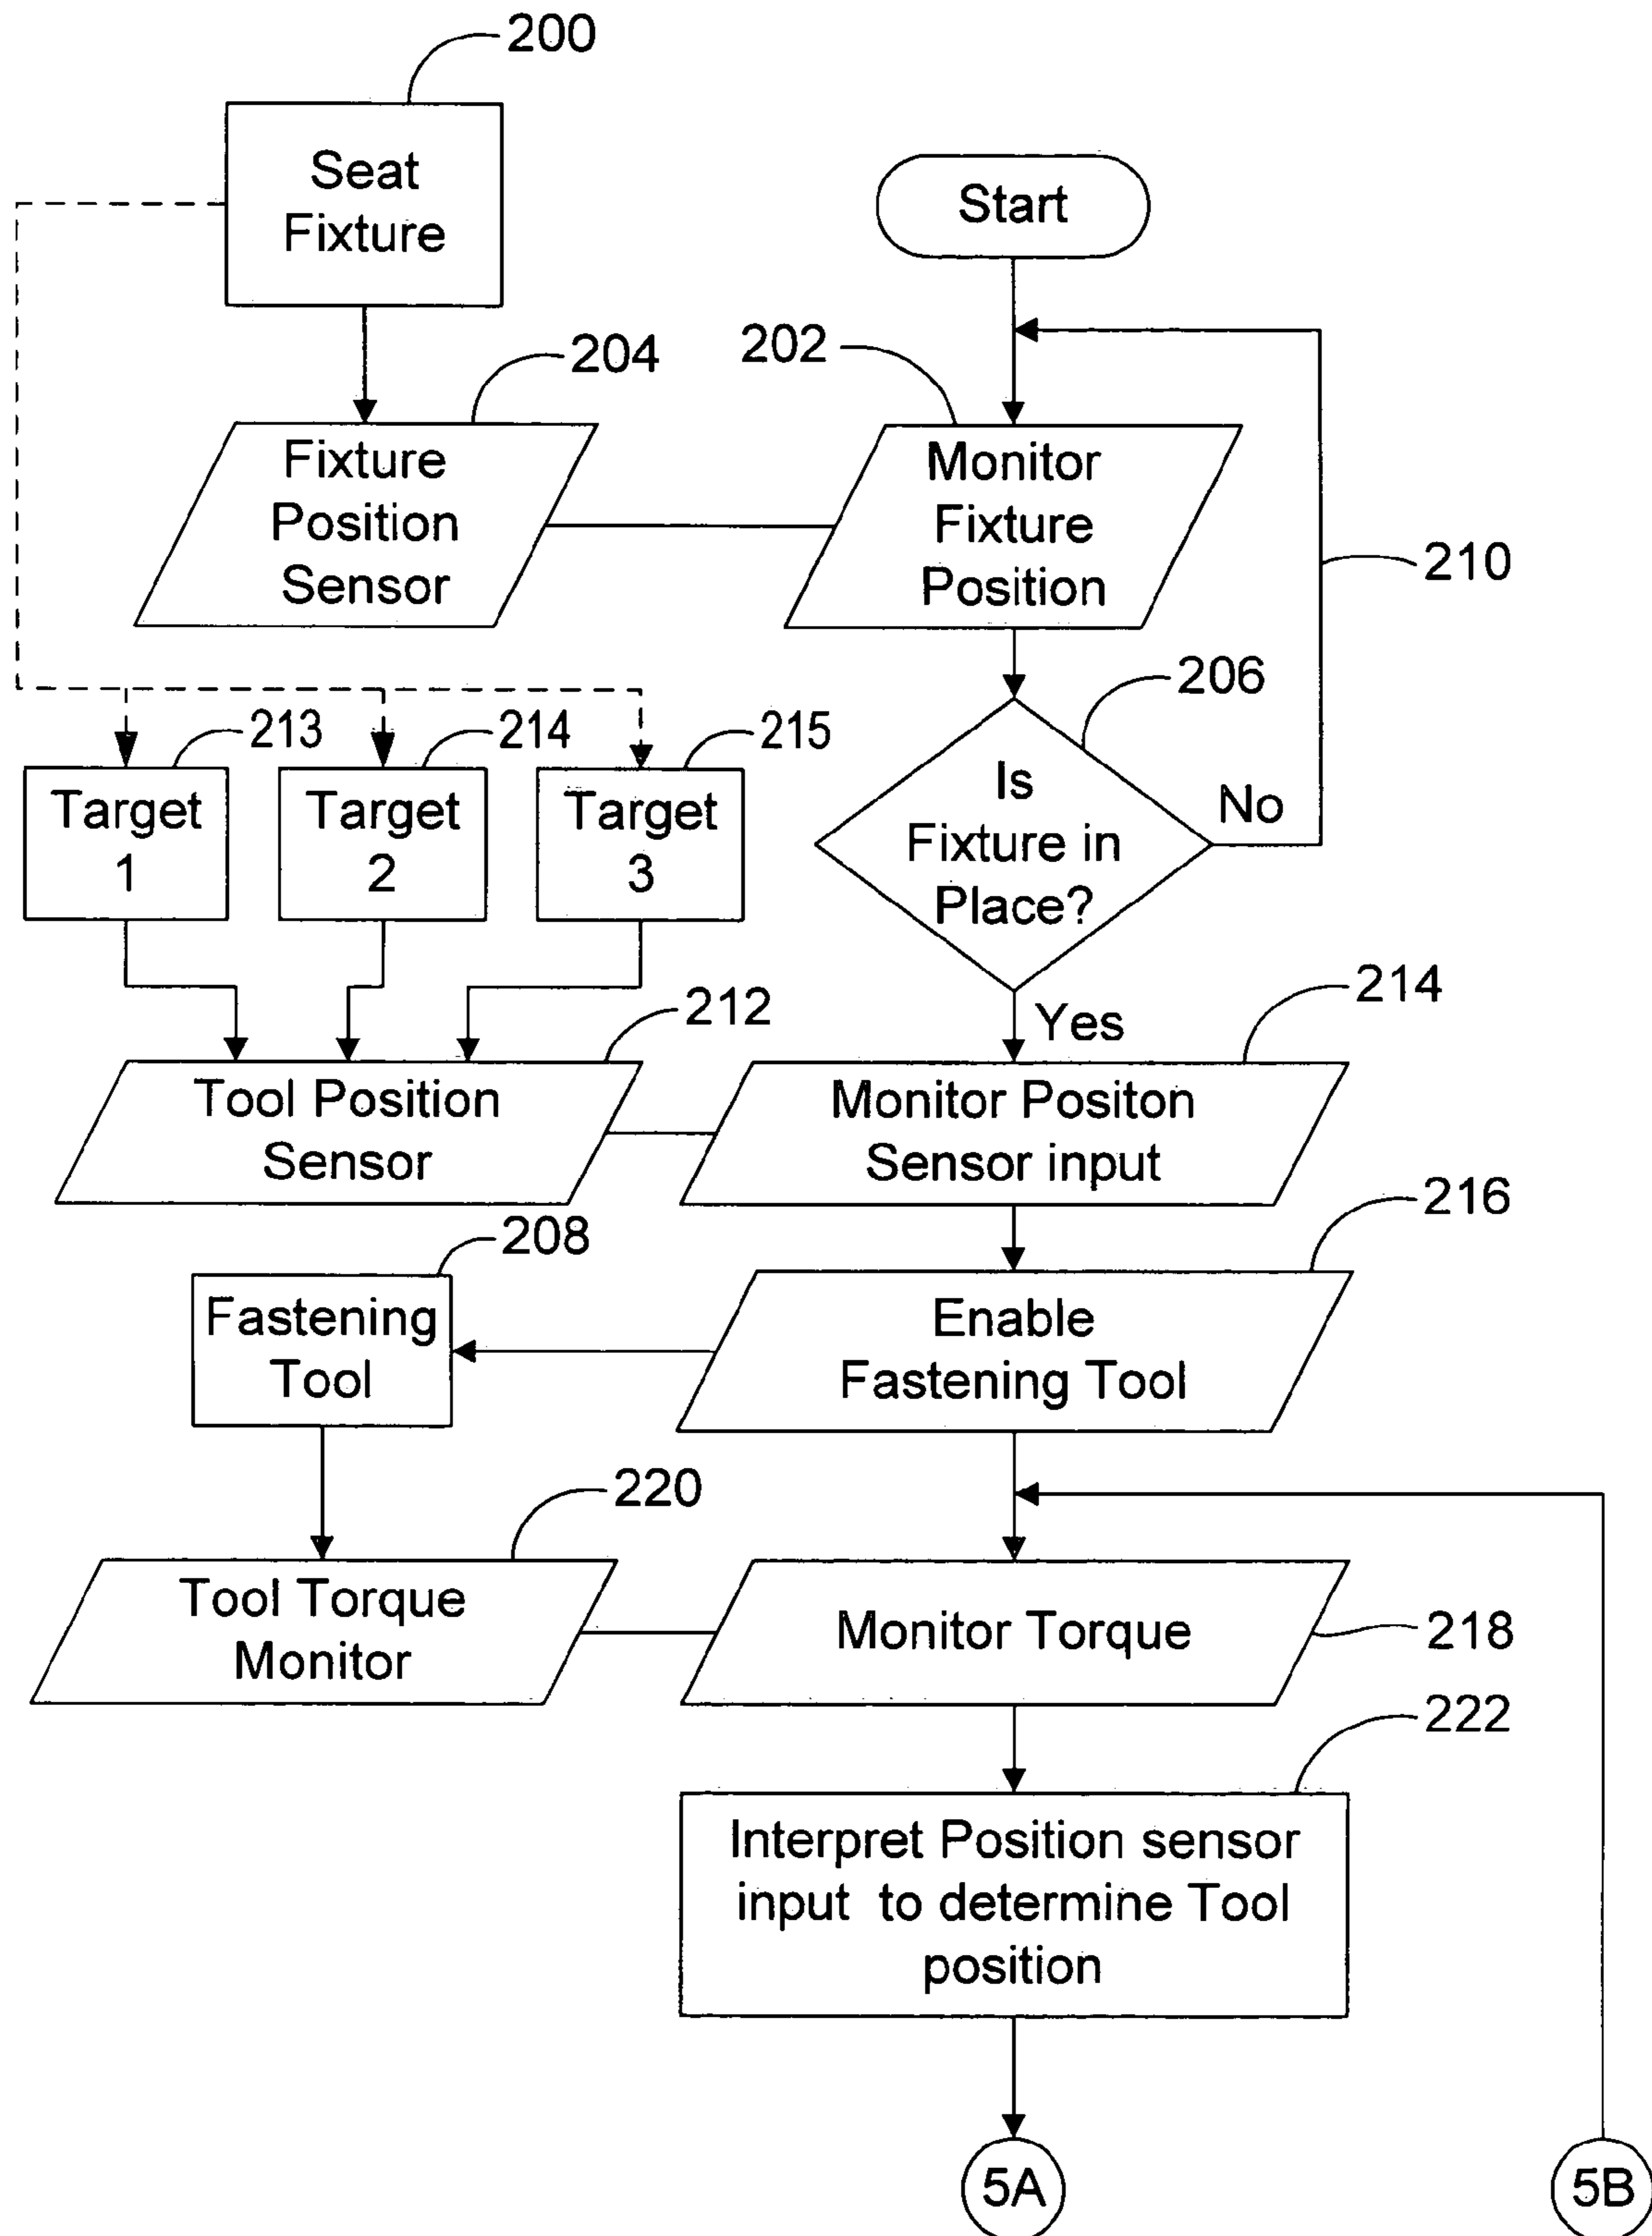 200
Seat
Fixture
Start
204
202
Fixture
Position
Sensor
Monitor
Fixture
Position
210
206
213
214
215
Target
1
Target
2
Target
3
Is
Fixture in
Place?
No
Yes
212
214
Tool Position
Sensor
Monitor Positon
Sensor input
216
208
Fastening
Tool
Enable
Fastening Tool
220
Tool Torque
Monitor
Monitor Torque
218
222
Interpret Position sensor
input to determine Tool
position
5A
5B